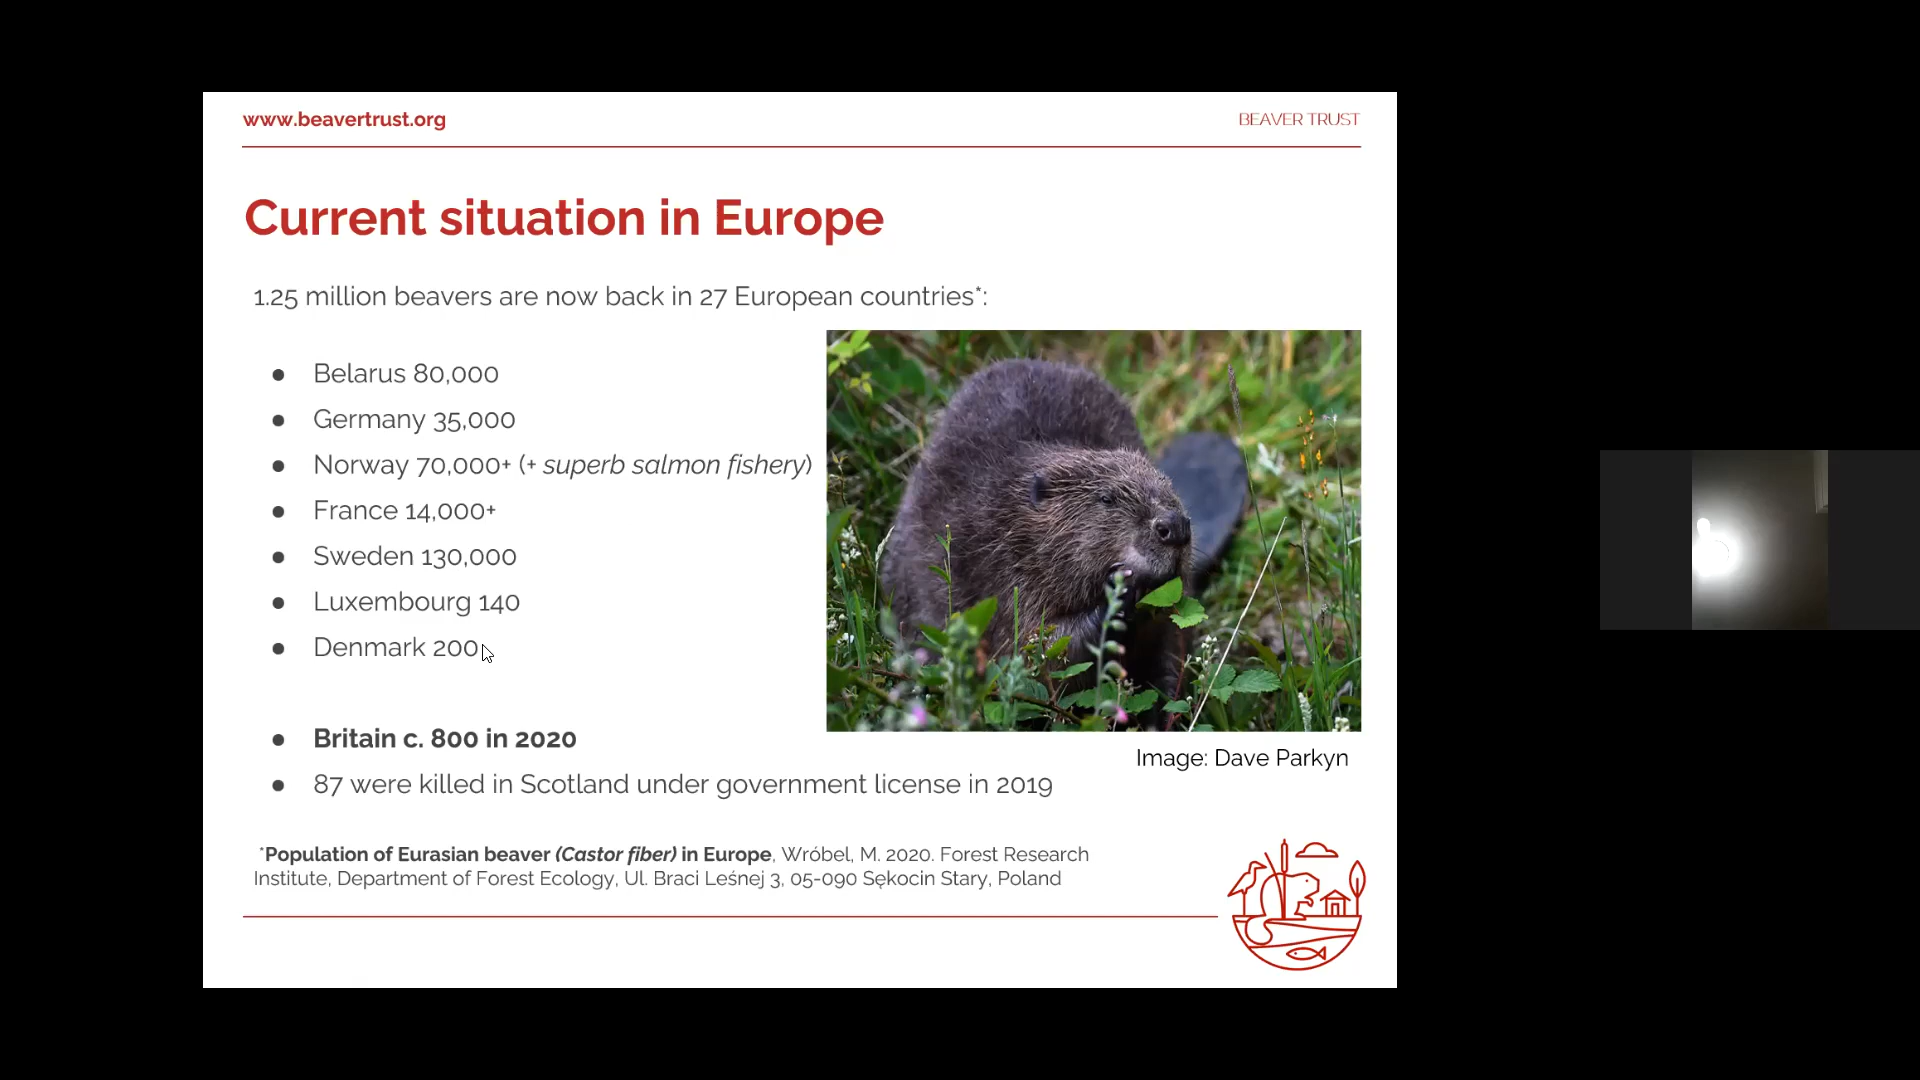 www.beavertrust.org
BEAVER TRUST
Current situation in Europe
1.25 million beavers are now back in 27 European countries*:
● Belarus 80,000
● Germany 35,000
● Norway 70,000+ (+ superb salmon fishery)
● France 14,000+
● Sweden 130,000
● Luxembourg 140
● Denmark 200
● Britain c. 800 in 2020
Image: Dave Parkyn
● 87 were killed in Scotland under government license in 2019
*Population of Eurasian beaver (Castor fiber) in Europe, Wróbel, M. 2020. Forest Research
Institute, Department of Forest Ecology, Ul. Braci Leśnej 3, 05-090 Sękocin Stary, Poland